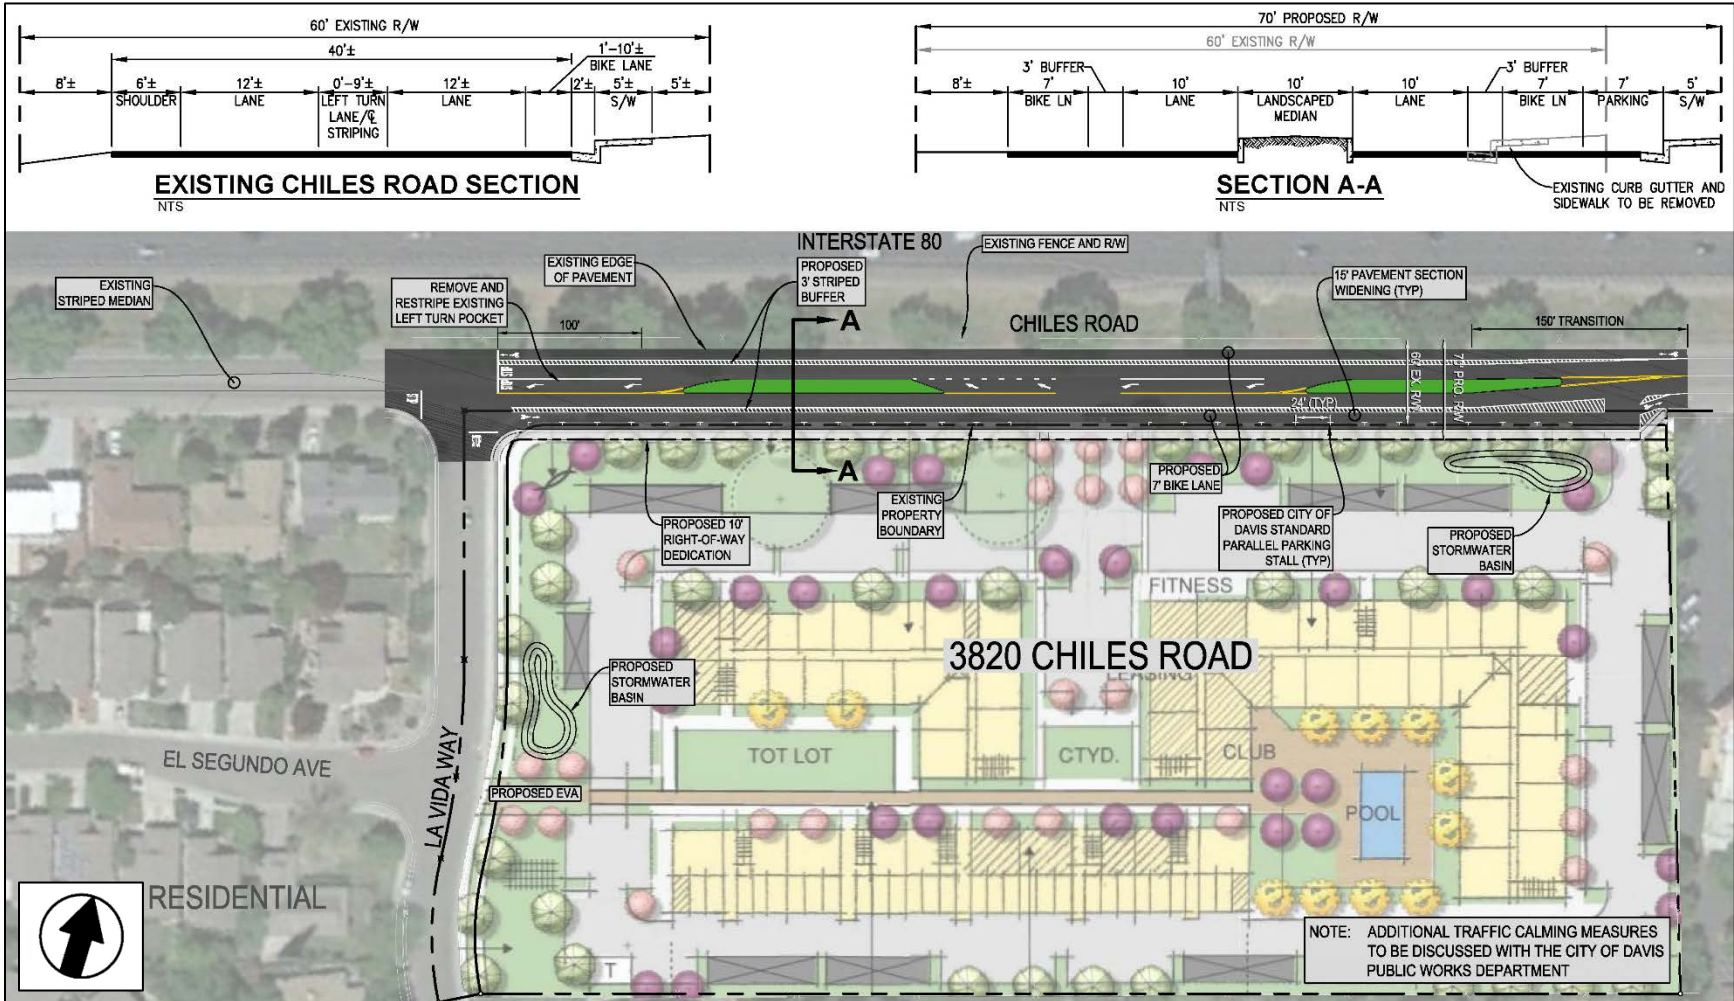 60' EXISTING R/W
40'±
1'-10'±
BIKE LANE
8'±
6'±
SHOULDER
12'±
LANE
0'-9'±
LEFT TURN
LANE/℄
STRIPING
12'±
LANE
2'±
5'±
S/W
5'±
EXISTING CHILES ROAD SECTION
NTS
70' PROPOSED R/W
60' EXISTING R/W
3' BUFFER
3' BUFFER
8'±
7'
BIKE LN
10'
LANE
10'
LANDSCAPED
MEDIAN
10'
LANE
7'
BIKE LN
7'
PARKING
5'
S/W
SECTION A-A
NTS
EXISTING CURB GUTTER AND
SIDEWALK TO BE REMOVED
INTERSTATE 80
EXISTING FENCE AND R/W
EXISTING
STRIPED MEDIAN
REMOVE AND
RESTRIPE EXISTING
LEFT TURN POCKET
EXISTING EDGE
OF PAVEMENT
PROPOSED
3' STRIPED
BUFFER
15' PAVEMENT SECTION
WIDENING (TYP)
100'
A
CHILES ROAD
150' TRANSITION
STOP
STOP
STOP
60' EX. R/W
70' PRO. R/W
24' (TYP)
A
PROPOSED 10'
RIGHT-OF-WAY
DEDICATION
EXISTING
PROPERTY
BOUNDARY
PROPOSED
7' BIKE LANE
PROPOSED CITY OF
DAVIS STANDARD
PARALLEL PARKING
STALL (TYP)
PROPOSED
STORMWATER
BASIN
FITNESS
3820 CHILES ROAD
LEASING
PROPOSED
STORMWATER
BASIN
TOT LOT
CTYD.
CLUB
POOL
EL SEGUNDO AVE
LA VIDA WAY
PROPOSED EVA
RESIDENTIAL
T
NOTE: ADDITIONAL TRAFFIC CALMING MEASURES
TO BE DISCUSSED WITH THE CITY OF DAVIS
PUBLIC WORKS DEPARTMENT